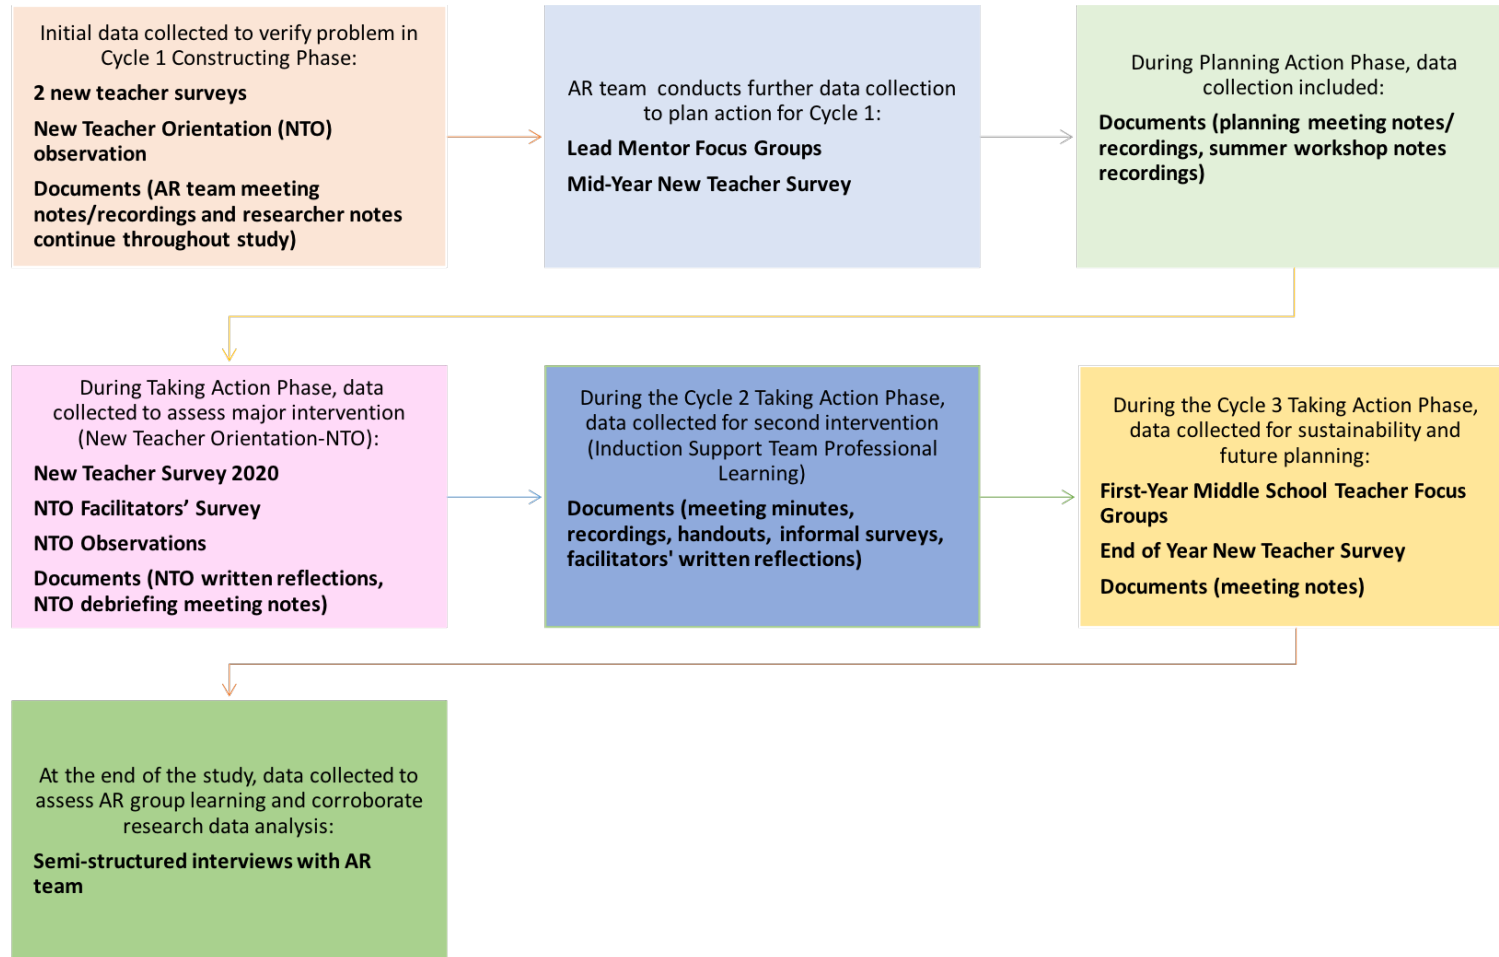 Initial data collected to verify problem in
Cycle 1 Constructing Phase:
2 new teacher surveys
New Teacher Orientation (NTO)
observation
Documents (AR team meeting
notes/recordings and researcher notes
continue throughout study)
AR team conducts further data collection
to plan action for Cycle 1:
Lead Mentor Focus Groups
Mid-Year New Teacher Survey
During Planning Action Phase, data
collection included:
Documents (planning meeting notes/
recordings, summer workshop notes
recordings)
During Taking Action Phase, data
collected to assess major intervention
(New Teacher Orientation-NTO):
New Teacher Survey 2020
NTO Facilitators’ Survey
NTO Observations
Documents (NTO written reflections,
NTO debriefing meeting notes)
During the Cycle 2 Taking Action Phase,
data collected for second intervention
(Induction Support Team Professional
Learning)
Documents (meeting minutes,
recordings, handouts, informal surveys,
facilitators' written reflections)
During the Cycle 3 Taking Action Phase,
data collected for sustainability and
future planning:
First-Year Middle School Teacher Focus
Groups
End of Year New Teacher Survey
Documents (meeting notes)
At the end of the study, data collected to
assess AR group learning and corroborate
research data analysis:
Semi-structured interviews with AR
team